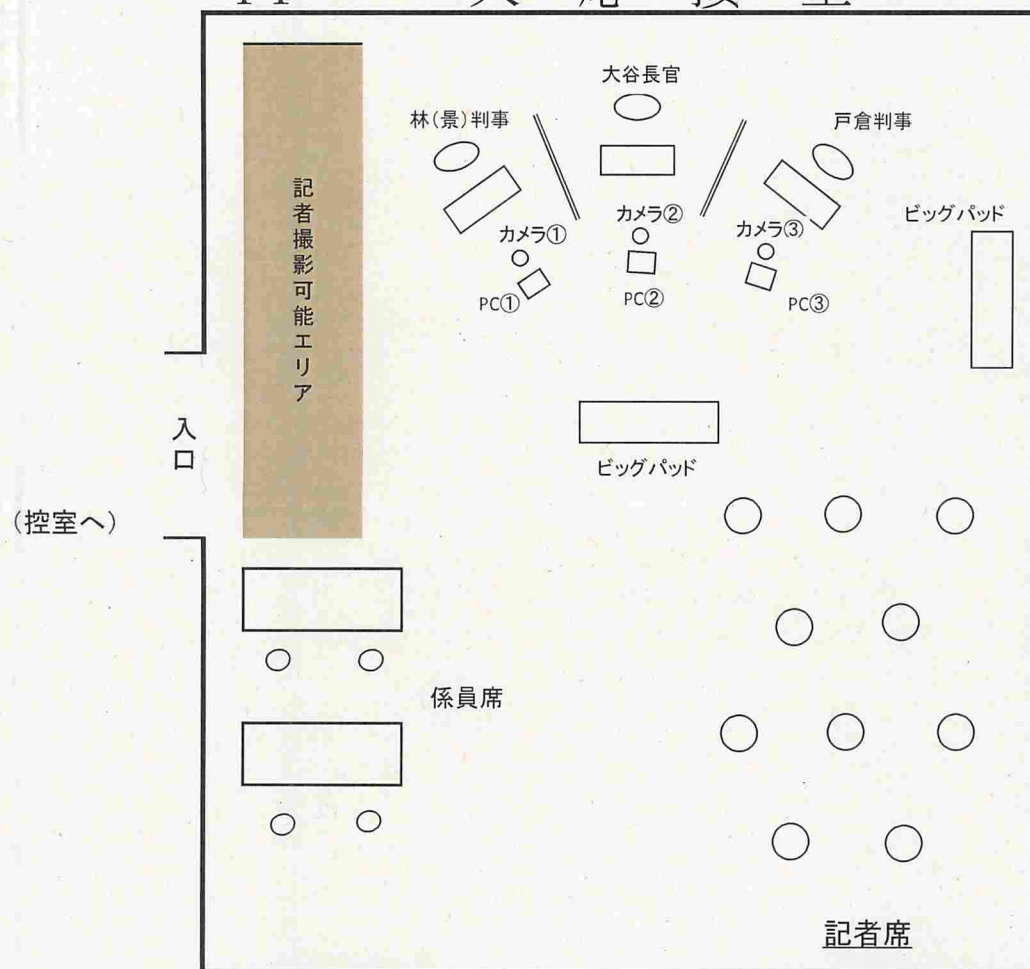 大谷長官
林(景)判事
戸倉判事
カメラ①
カメラ②
カメラ③
ビッグパッド
PC①
PC②
PC③
記者撮影可能エリア
入口
(控室へ)
ビッグパッド
係員席
記者席